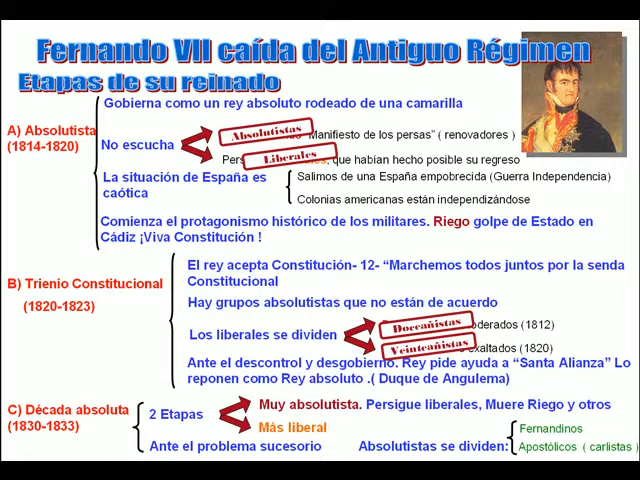 Fernando VII caída del Antiguo Régimen
Etapas de su reinado
Gobierna como un rey absoluto rodeado de una camarilla
A) Absolutista
(1814-1820)
No escucha
Absolutistas
"Manifiesto de los persas" ( renovadores )
Liberales
, que habían hecho posible su regreso
La situación de España es
caótica
Salimos de una España empobrecida (Guerra Independencia)
Colonias americanas están independizándose
Comienza el protagonismo histórico de los militares. Riego golpe de Estado en
Cádiz ¡Viva Constitución !
B) Trienio Constitucional
(1820-1823)
El rey acepta Constitución- 12- “Marchemos todos juntos por la senda
Constitucional
Hay grupos absolutistas que no están de acuerdo
Los liberales se dividen
Doceañistas
oderados (1812)
Veinteañistas
exaltados (1820)
Ante el descontrol y desgobierno. Rey pide ayuda a “Santa Alianza” Lo
reponen como Rey absoluto .( Duque de Angulema)
C) Década absoluta
(1830-1833)
2 Etapas
Muy absolutista. Persigue liberales, Muere Riego y otros
Más liberal
Ante el problema sucesorio
Absolutistas se dividen:
Fernandinos
Apostólicos ( carlistas )